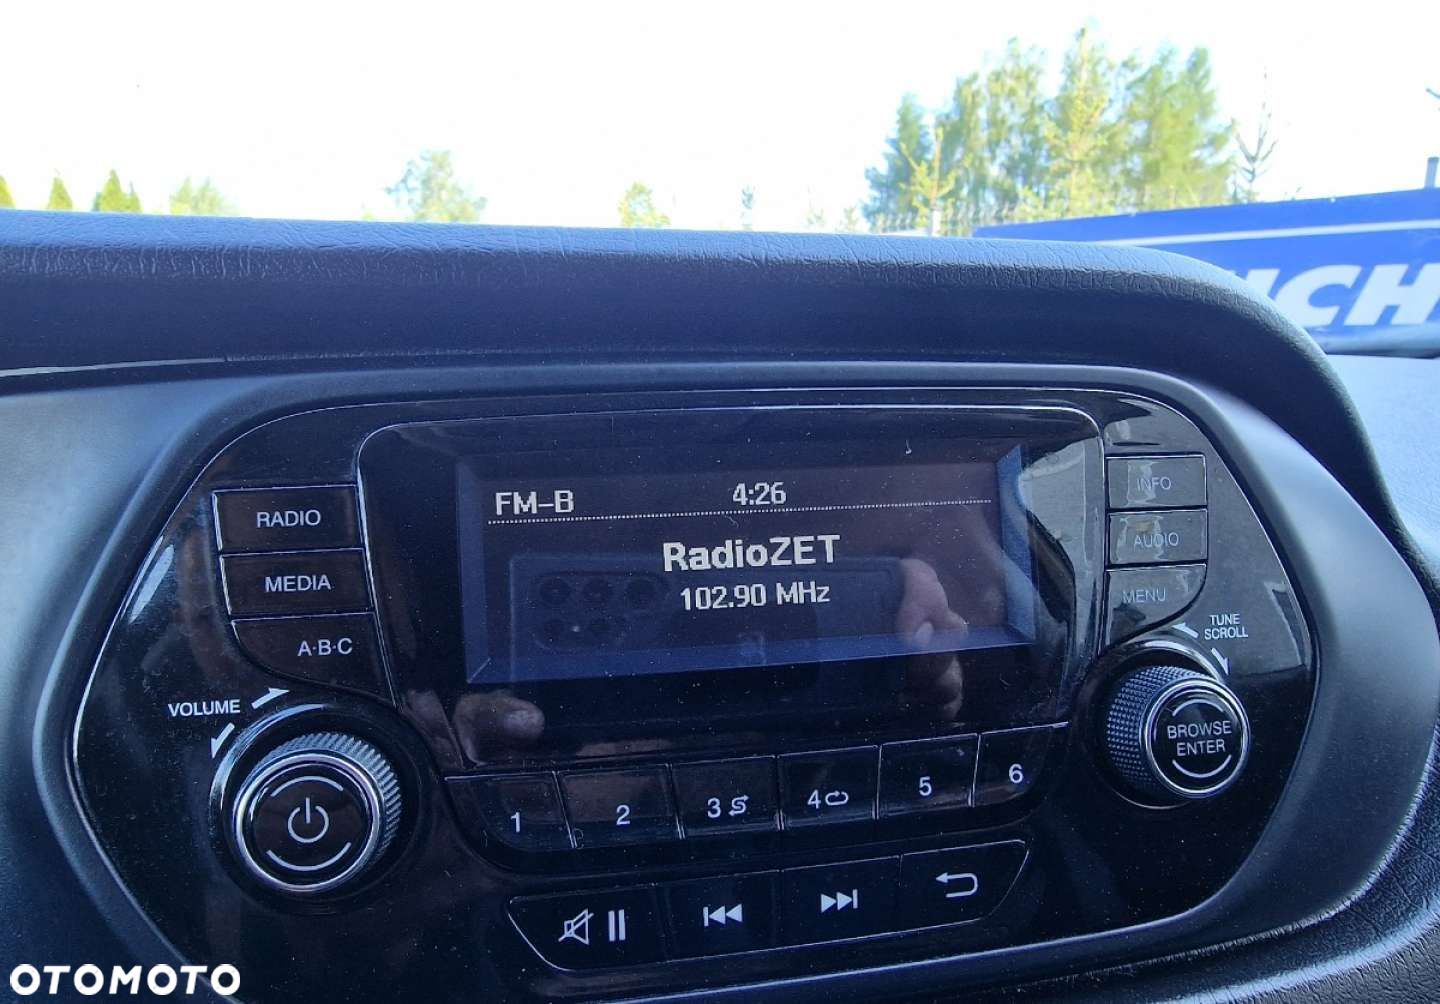 UCH
FM-B 4:26
RadioZET
102.90 MHz
RADIO
MEDIA
A·B·C
VOLUME
INFO
AUDIO
MENU
TUNE
SCROLL
BROWSE
ENTER
1 2 3 4 5 6
OTOMOTO